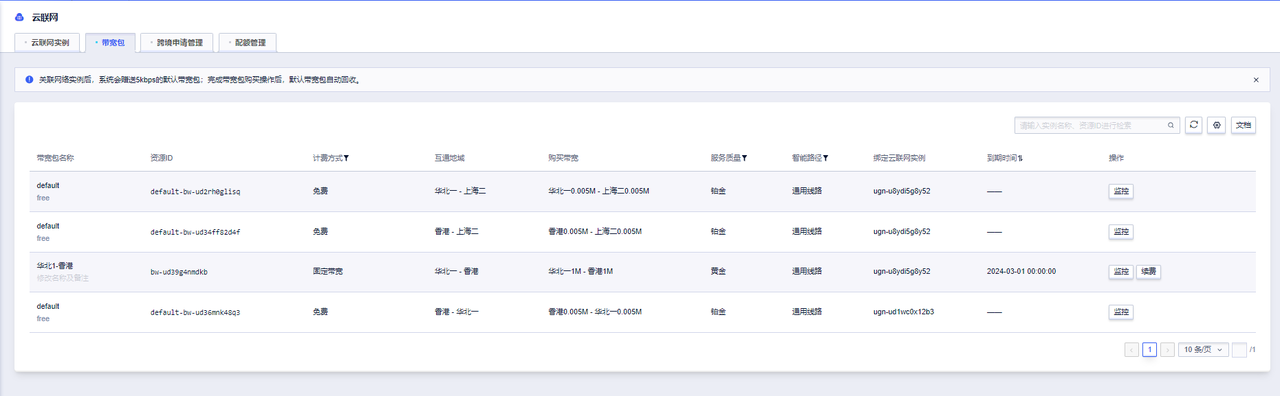 云联网
云联网实例 带宽包 跨境申请管理 配额管理
关联网络实例后，系统会赠送5kbps的默认带宽包；完成带宽包购买操作后，默认带宽包自动回收。
请输入实例名称、资源ID进行检索 文档
带宽包名称 资源ID 计费方式 互通地域 购买带宽 服务质量 智能路径 绑定云联网实例 到期时间 操作
default
free
default-bw-ud2rh0glisq 免费 华北一 - 上海二 华北一0.005M - 上海二0.005M 铂金 通用线路 ugn-u8ydi5g8y52 —— 监控
default
free
default-bw-ud34ff82d4f 免费 香港 - 上海二 香港0.005M - 上海二0.005M 铂金 通用线路 ugn-u8ydi5g8y52 —— 监控
华北1-香港
修改名称及备注
bw-ud39g4nmdkb 固定带宽 华北一 - 香港 华北一1M - 香港1M 黄金 通用线路 ugn-u8ydi5g8y52 2024-03-01 00:00:00 监控 续费
default
free
default-bw-ud36mnk48q3 免费 香港 - 华北一 香港0.005M - 华北一0.005M 铂金 通用线路 ugn-ud1wc0x12b3 —— 监控
1 10 条/页 /1